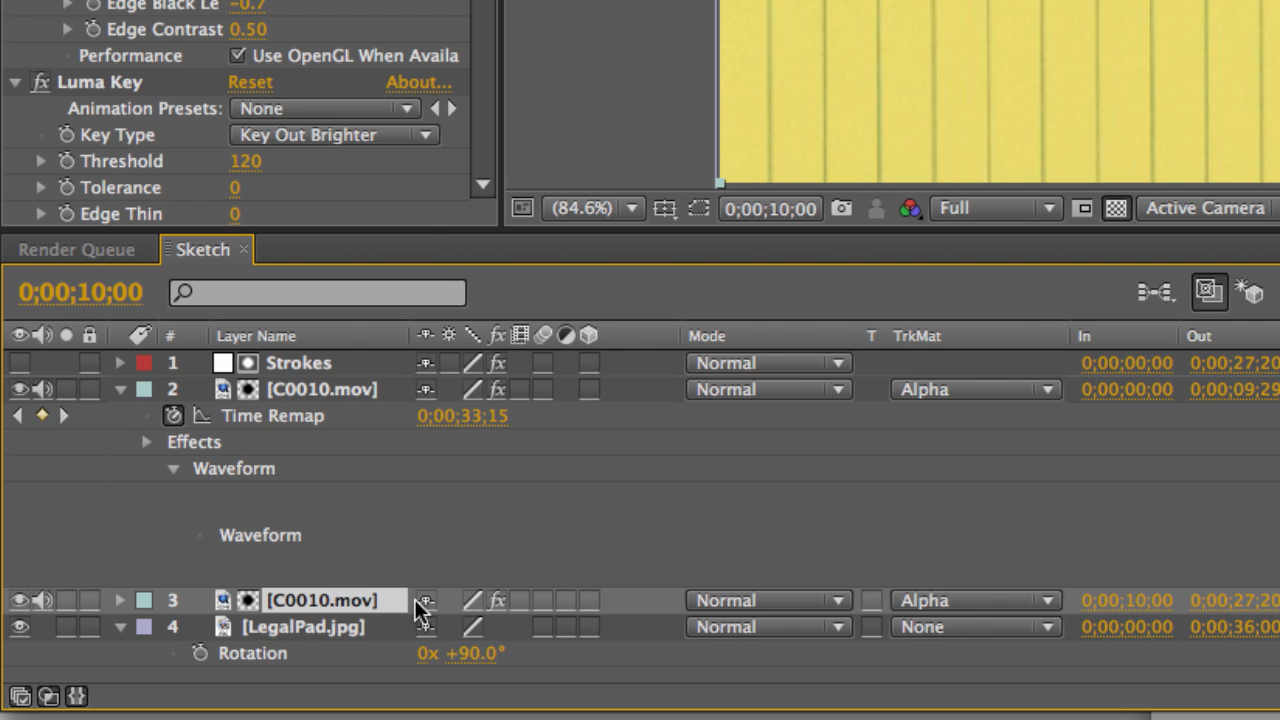 Edge Black Le -0.7
Edge Contrast 0.50
Performance Use OpenGL When Availa
fx Luma Key Reset About...
Animation Presets: None
Key Type Key Out Brighter
Threshold 120
Tolerance 0
Edge Thin 0
(84.6%) 0;00;10;00 Full Active Camera
Render Queue Sketch ×
0;00;10;00
# Layer Name fx Mode T TrkMat In Out
1 Strokes fx Normal 0;00;00;00 0;00;27;20
2 [C0010.mov] fx Normal Alpha 0;00;00;00 0;00;09;29
Time Remap 0;00;33;15
Effects
Waveform
Waveform
3 [C0010.mov] fx Normal Alpha 0;00;10;00 0;00;27;20
4 [LegalPad.jpg] Normal None 0;00;00;00 0;00;36;00
Rotation 0x +90.0°